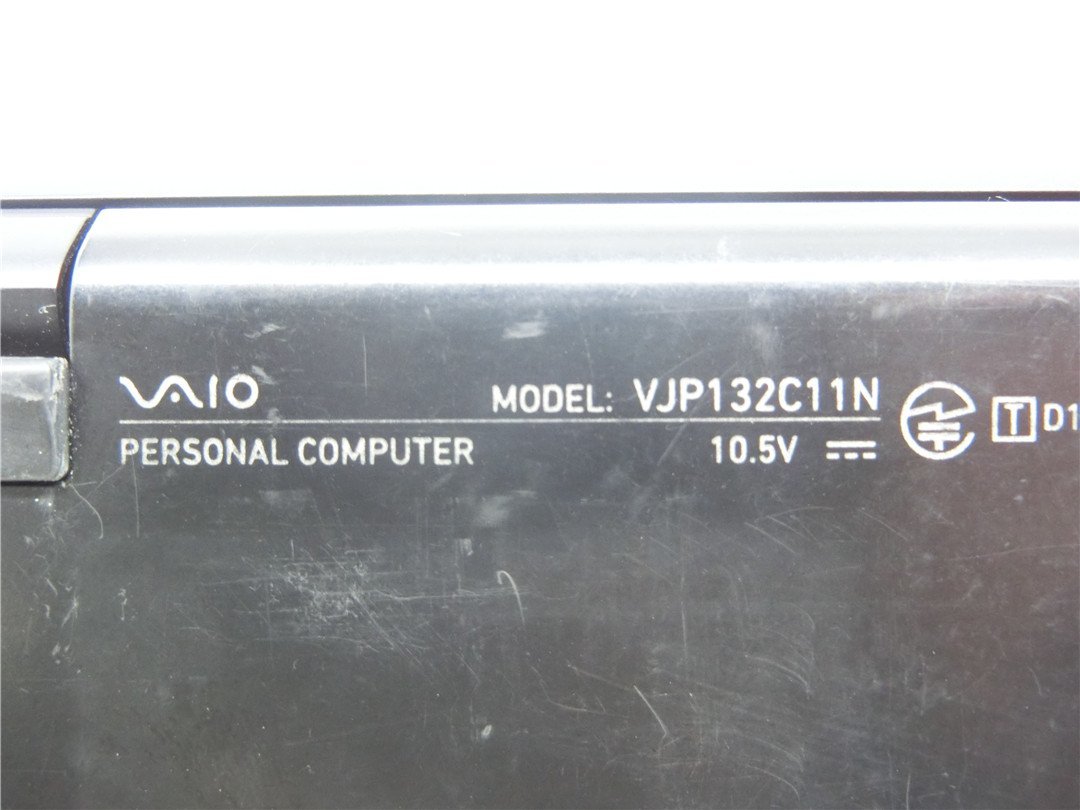 VAIO MODEL: VJP132C11N
PERSONAL COMPUTER 10.5V
T D1